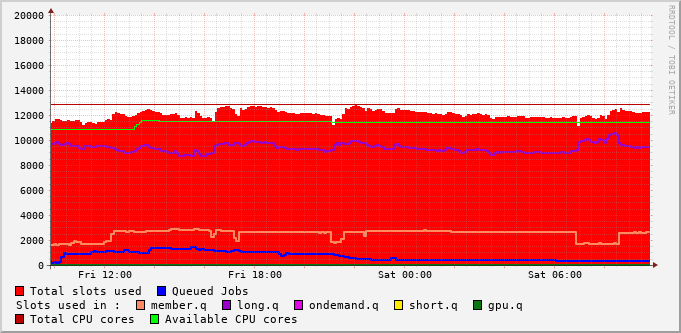 20000
18000
16000
14000
12000
10000
8000
6000
4000
2000
0
Fri 12:00 Fri 18:00 Sat 00:00 Sat 06:00
RRDTOOL / TOBI OETIKER
Total slots used Queued Jobs
Slots used in : member.q long.q ondemand.q short.q gpu.q
Total CPU cores Available CPU cores